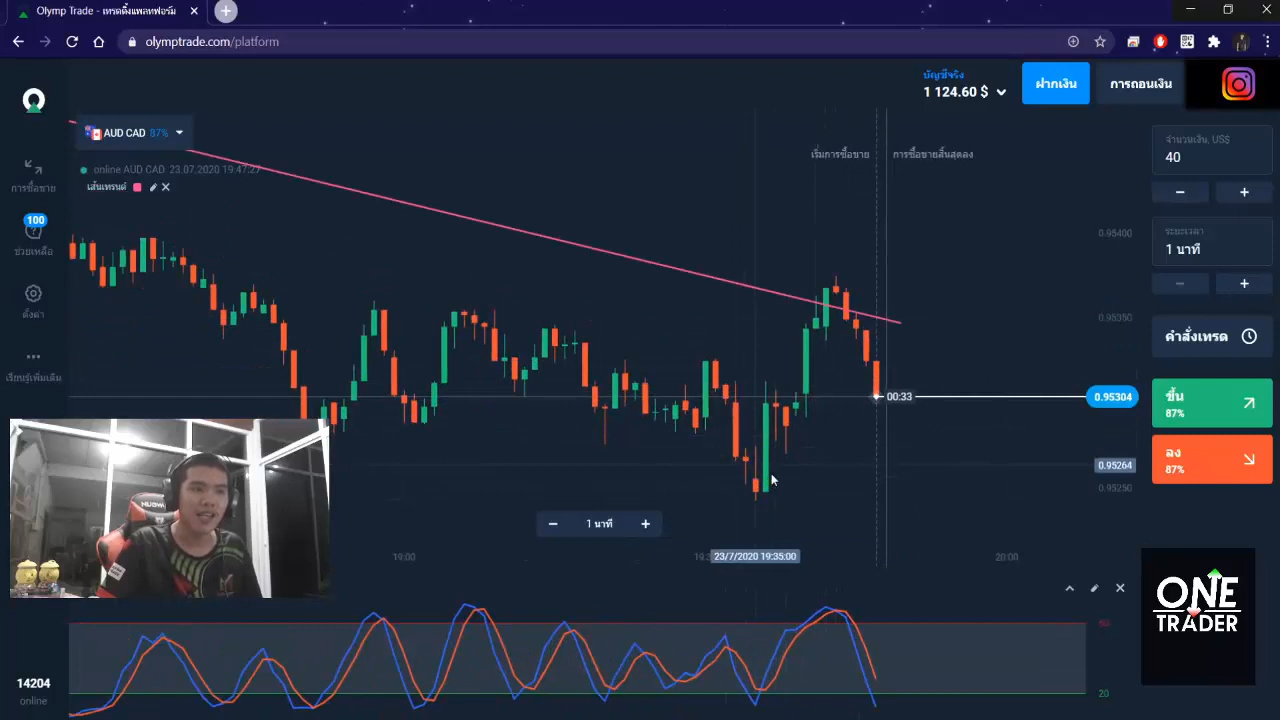 Olymp Trade - เทรดดิ้งแพลทฟอร์ม
olymptrade.com/platform
บัญชีจริง
1 124.60 $
ฝากเงิน
การถอนเงิน
AUD CAD 87%
online AUD CAD 23.07.2020 19:47:27
เส้นเทรนด์
เริ่มการซื้อขาย
การซื้อขายสิ้นสุดลง
การซื้อขาย
100
ช่วยเหลือ
ตั้งค่า
เรียนรู้เพิ่มเติม
จำนวนเงิน, US$
40
ระยะเวลา
1 นาที
คำสั่งเทรด
ขึ้น
87%
ลง
87%
0.95400
0.95350
00:33
0.95304
0.95264
0.95250
1 นาที
19:00
23/7/2020 19:35:00
20:00
80
20
14204
online
ONE
TRADER